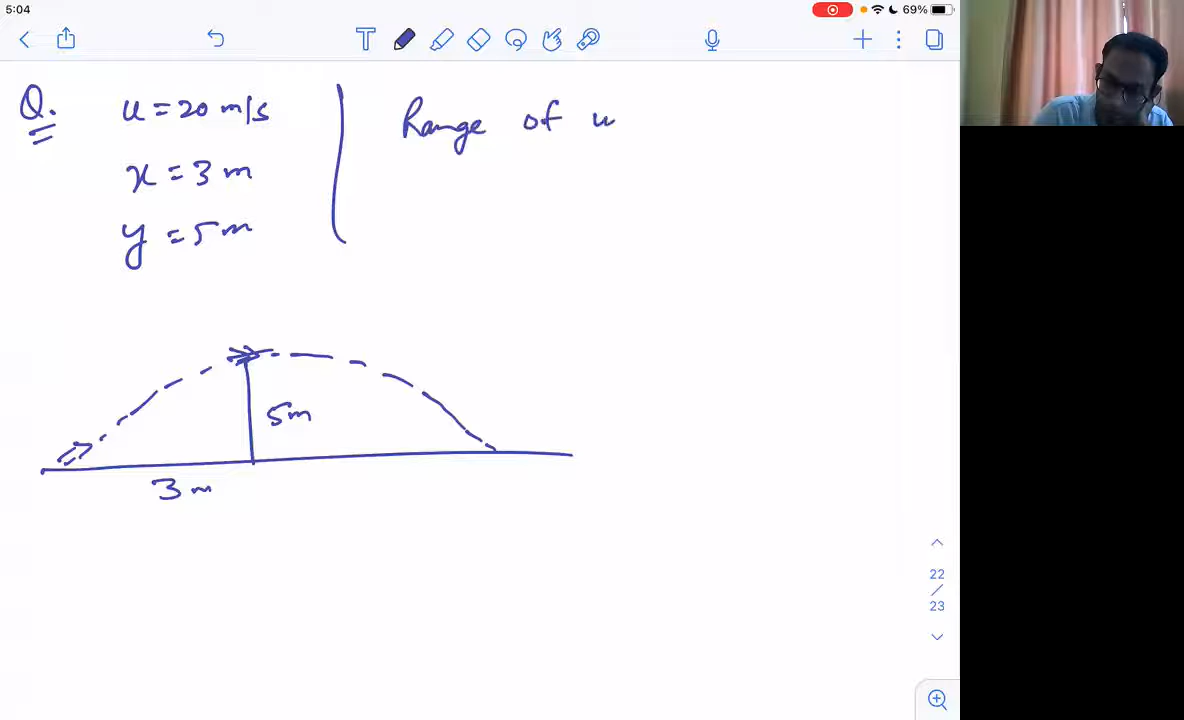 5:04
69%
Q. u = 20 m/s
x = 3 m
y = 5 m
Range of u
5m
3 m
22
/
23